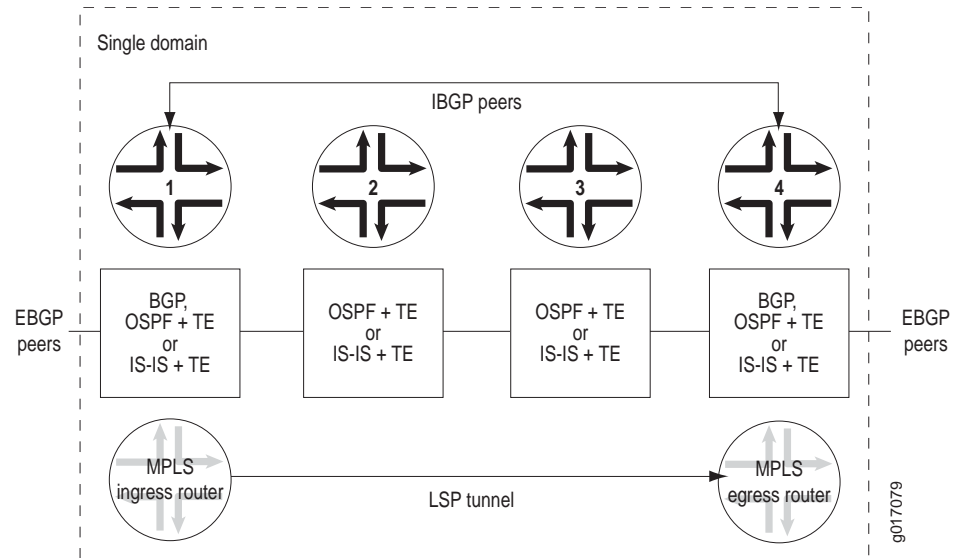 Single domain
IBGP peers
1
2
3
4
EBGP
peers
BGP,
OSPF + TE
or
IS-IS + TE
OSPF + TE
or
IS-IS + TE
OSPF + TE
or
IS-IS + TE
BGP,
OSPF + TE
or
IS-IS + TE
EBGP
peers
MPLS
ingress router
LSP tunnel
MPLS
egress router
g017079